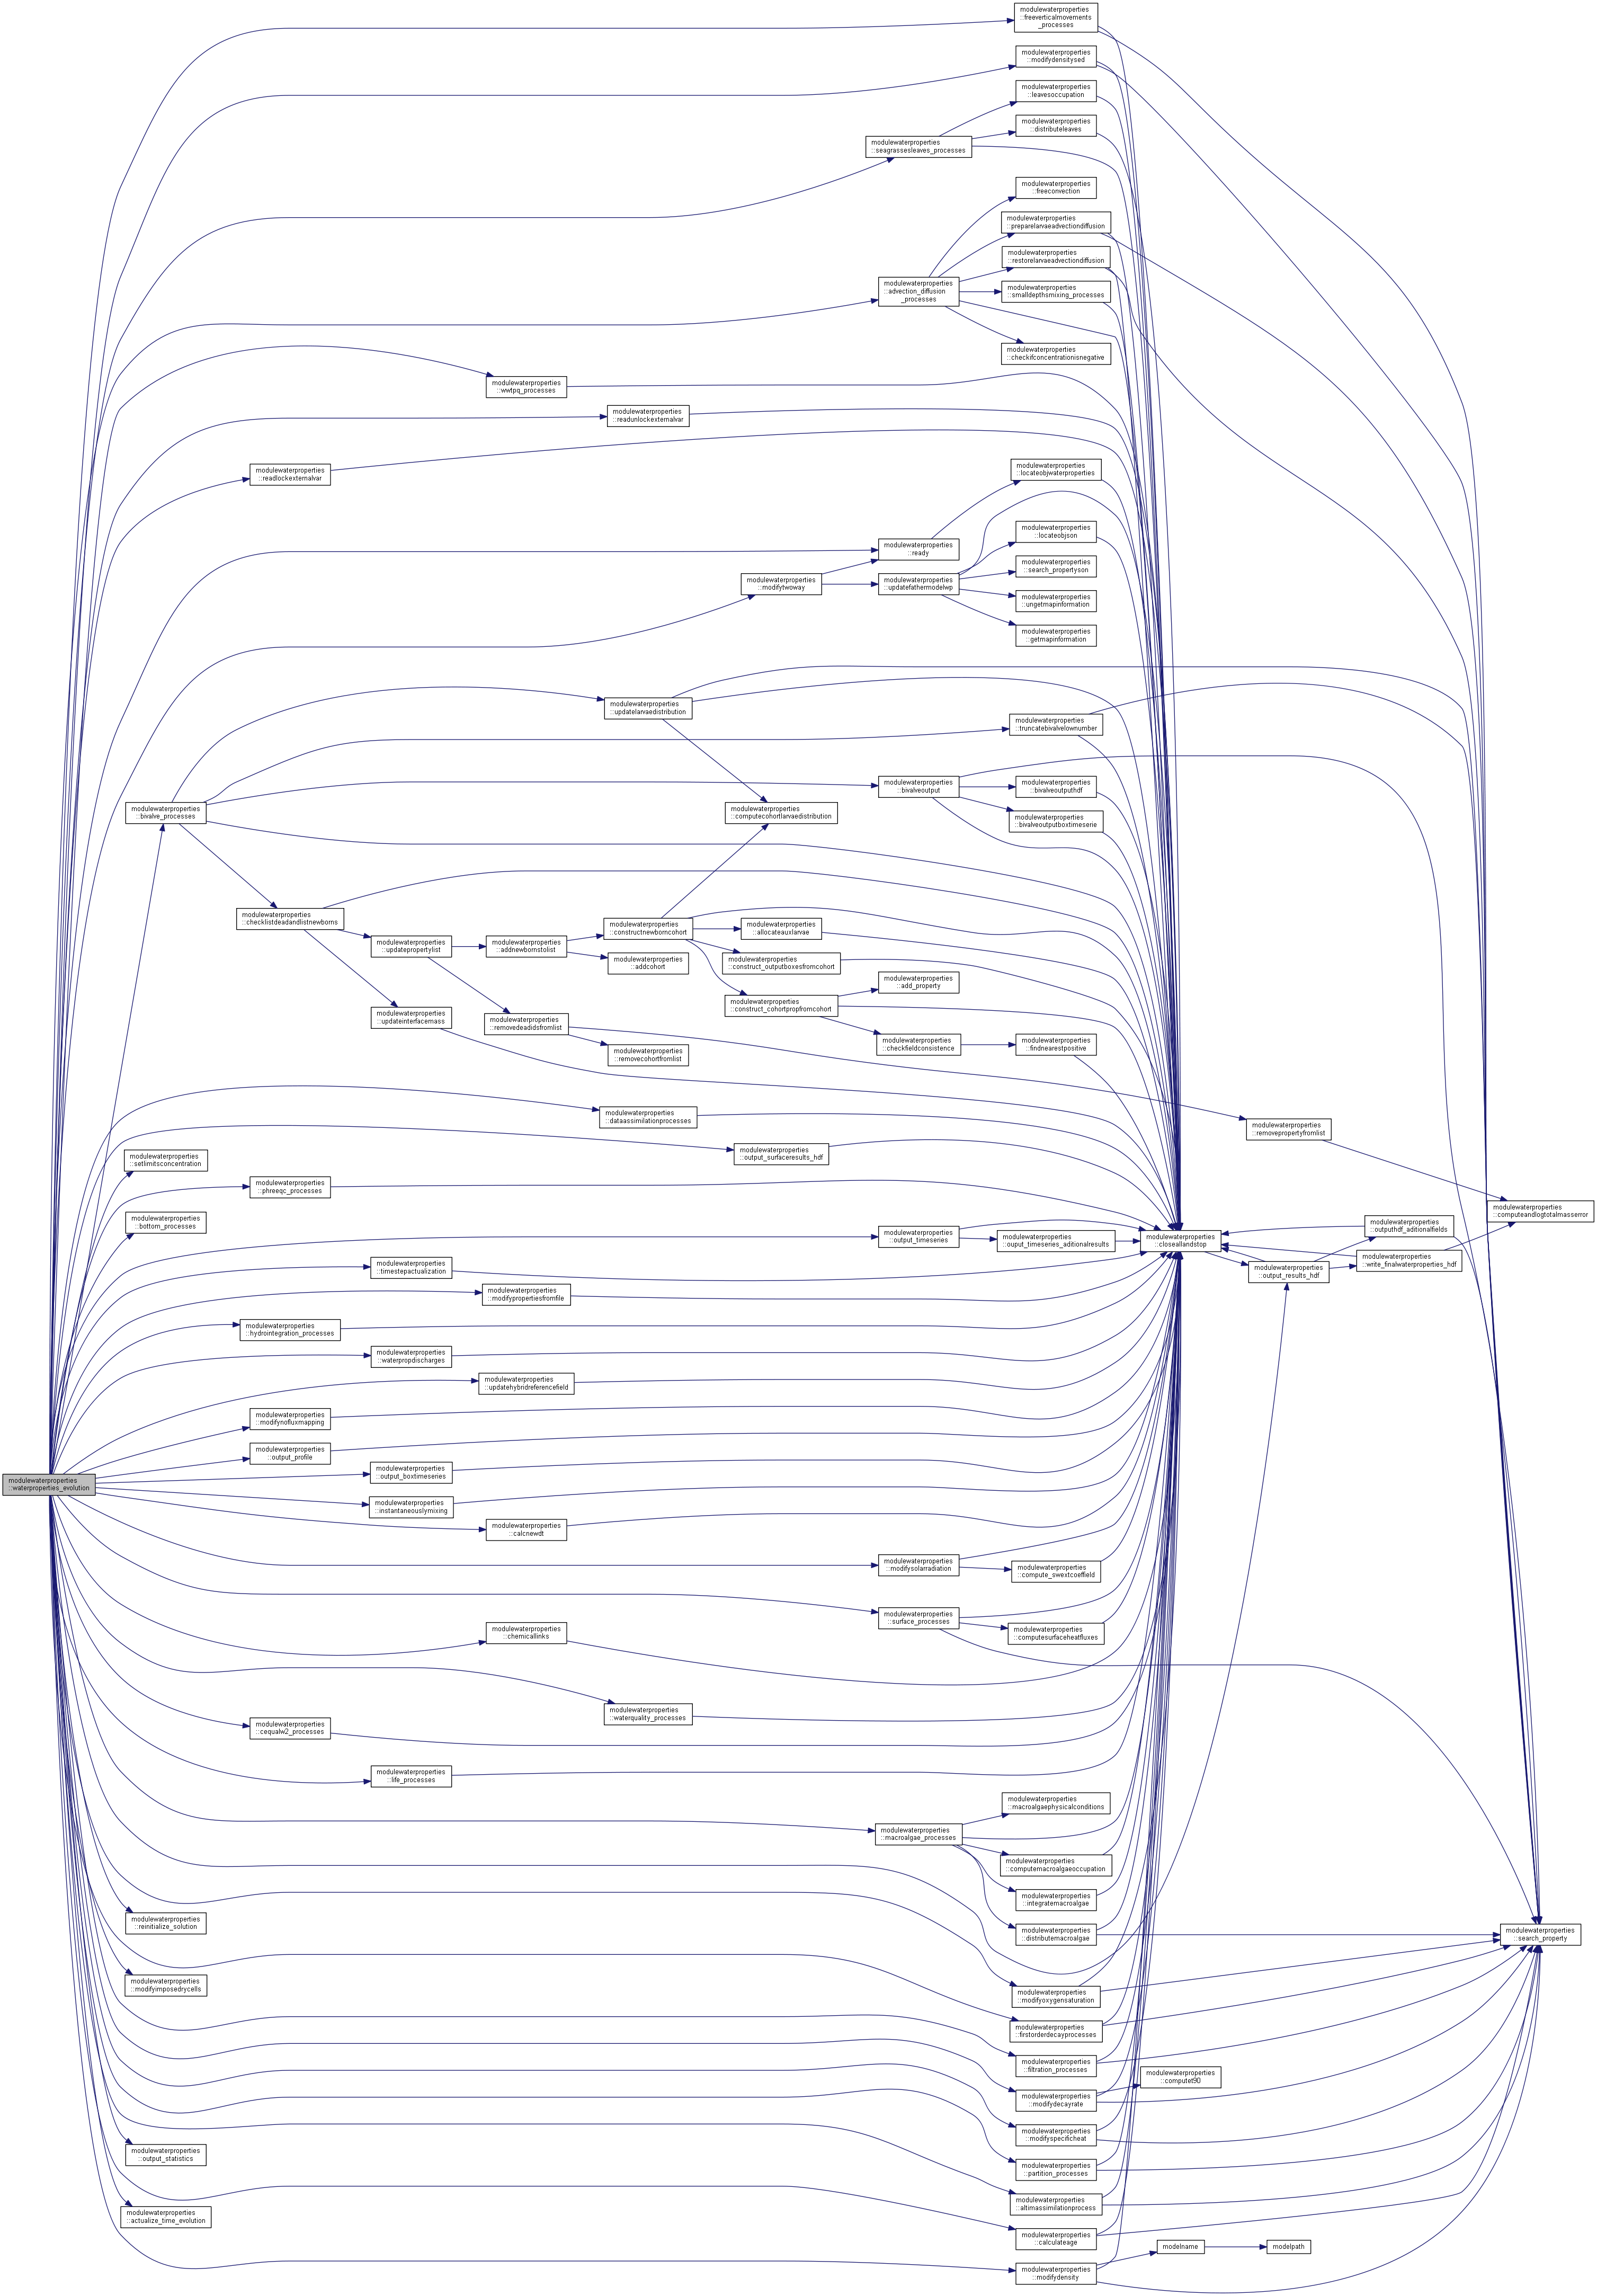 modulewaterproperties
::freeverticalmovements
_processes
modulewaterproperties
::modifydensitysed
modulewaterproperties
::leavesoccupation
modulewaterproperties
::distributeleaves
modulewaterproperties
::seagrassesleaves_processes
modulewaterproperties
::freeconvection
modulewaterproperties
::preparelarvaeadvectiondiffusion
modulewaterproperties
::restorelarvaeadvectiondiffusion
modulewaterproperties
::advection_diffusion
_processes
modulewaterproperties
::smalldepthsmixing_processes
modulewaterproperties
::checkifconcentrationisnegative
modulewaterproperties
::wwtpq_processes
modulewaterproperties
::readunlockexternalvar
modulewaterproperties
::readlockexternalvar
modulewaterproperties
::locateobjwaterproperties
modulewaterproperties
::locateobjson
modulewaterproperties
::ready
modulewaterproperties
::search_propertyson
modulewaterproperties
::modifytwoway
modulewaterproperties
::updatefathermodelwp
modulewaterproperties
::ungetmapinformation
modulewaterproperties
::getmapinformation
modulewaterproperties
::updatelarvaedistribution
modulewaterproperties
::truncatebivalvelownumber
modulewaterproperties
::bivalveoutput
modulewaterproperties
::bivalveoutputhdf
modulewaterproperties
::bivalve_processes
modulewaterproperties
::computecohortlarvaedistribution
modulewaterproperties
::bivalveoutputboxtimeserie
modulewaterproperties
::checklistdeadandlistnewborns
modulewaterproperties
::constructnewborncohort
modulewaterproperties
::allocateauxlarvae
modulewaterproperties
::updatepropertylist
modulewaterproperties
::addnewbornstolist
modulewaterproperties
::addcohort
modulewaterproperties
::construct_outputboxesfromcohort
modulewaterproperties
::add_property
modulewaterproperties
::construct_cohortpropfromcohort
modulewaterproperties
::updateinterfacemass
modulewaterproperties
::removedeadidsfromlist
modulewaterproperties
::checkfieldconsistence
modulewaterproperties
::findnearestpositive
modulewaterproperties
::removecohortfromlist
modulewaterproperties
::dataassimilationprocesses
modulewaterproperties
::removepropertyfromlist
modulewaterproperties
::output_surfaceresults_hdf
modulewaterproperties
::setlimitsconcentration
modulewaterproperties
::phreeqc_processes
modulewaterproperties
::computeandlogtotalmasserror
modulewaterproperties
::bottom_processes
modulewaterproperties
::outputhdf_aditionalfields
modulewaterproperties
::output_timeseries
modulewaterproperties
::ouput_timeseries_aditionalresults
modulewaterproperties
::closeallandstop
modulewaterproperties
::write_finalwaterproperties_hdf
modulewaterproperties
::timestepactualization
modulewaterproperties
::output_results_hdf
modulewaterproperties
::modifypropertiesfromfile
modulewaterproperties
::hydrointegration_processes
modulewaterproperties
::waterpropdischarges
modulewaterproperties
::updatehybridreferencefield
modulewaterproperties
::modifynofluxmapping
modulewaterproperties
::output_profile
modulewaterproperties
::output_boxtimeseries
modulewaterproperties
::waterproperties_evolution
modulewaterproperties
::instantaneouslymixing
modulewaterproperties
::calcnewdt
modulewaterproperties
::modifysolarradiation
modulewaterproperties
::compute_swextcoeffield
modulewaterproperties
::surface_processes
modulewaterproperties
::computesurfaceheatfluxes
modulewaterproperties
::chemicallinks
modulewaterproperties
::waterquality_processes
modulewaterproperties
::cequalw2_processes
modulewaterproperties
::life_processes
modulewaterproperties
::macroalgaephysicalconditions
modulewaterproperties
::macroalgae_processes
modulewaterproperties
::computemacroalgaeoccupation
modulewaterproperties
::integratemacroalgae
modulewaterproperties
::reinitialize_solution
modulewaterproperties
::distributemacroalgae
modulewaterproperties
::search_property
modulewaterproperties
::modifyimposedrycells
modulewaterproperties
::modifyoxygensaturation
modulewaterproperties
::firstorderdecayprocesses
modulewaterproperties
::filtration_processes
modulewaterproperties
::computet90
modulewaterproperties
::modifydecayrate
modulewaterproperties
::modifyspecificheat
modulewaterproperties
::output_statistics
modulewaterproperties
::partition_processes
modulewaterproperties
::altimassimilationprocess
modulewaterproperties
::actualize_time_evolution
modulewaterproperties
::calculateage
modelname
modelpath
modulewaterproperties
::modifydensity